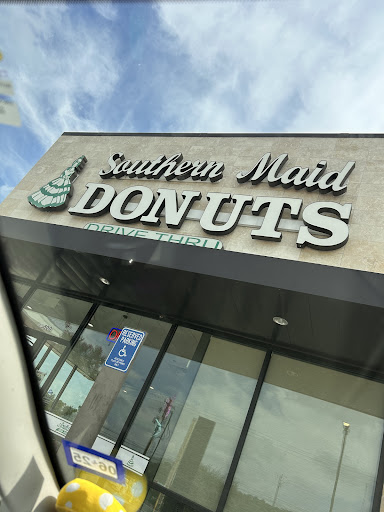 Southern Maid
DONUTS
DRIVE THRU
RESERVED
PARKING
06★25